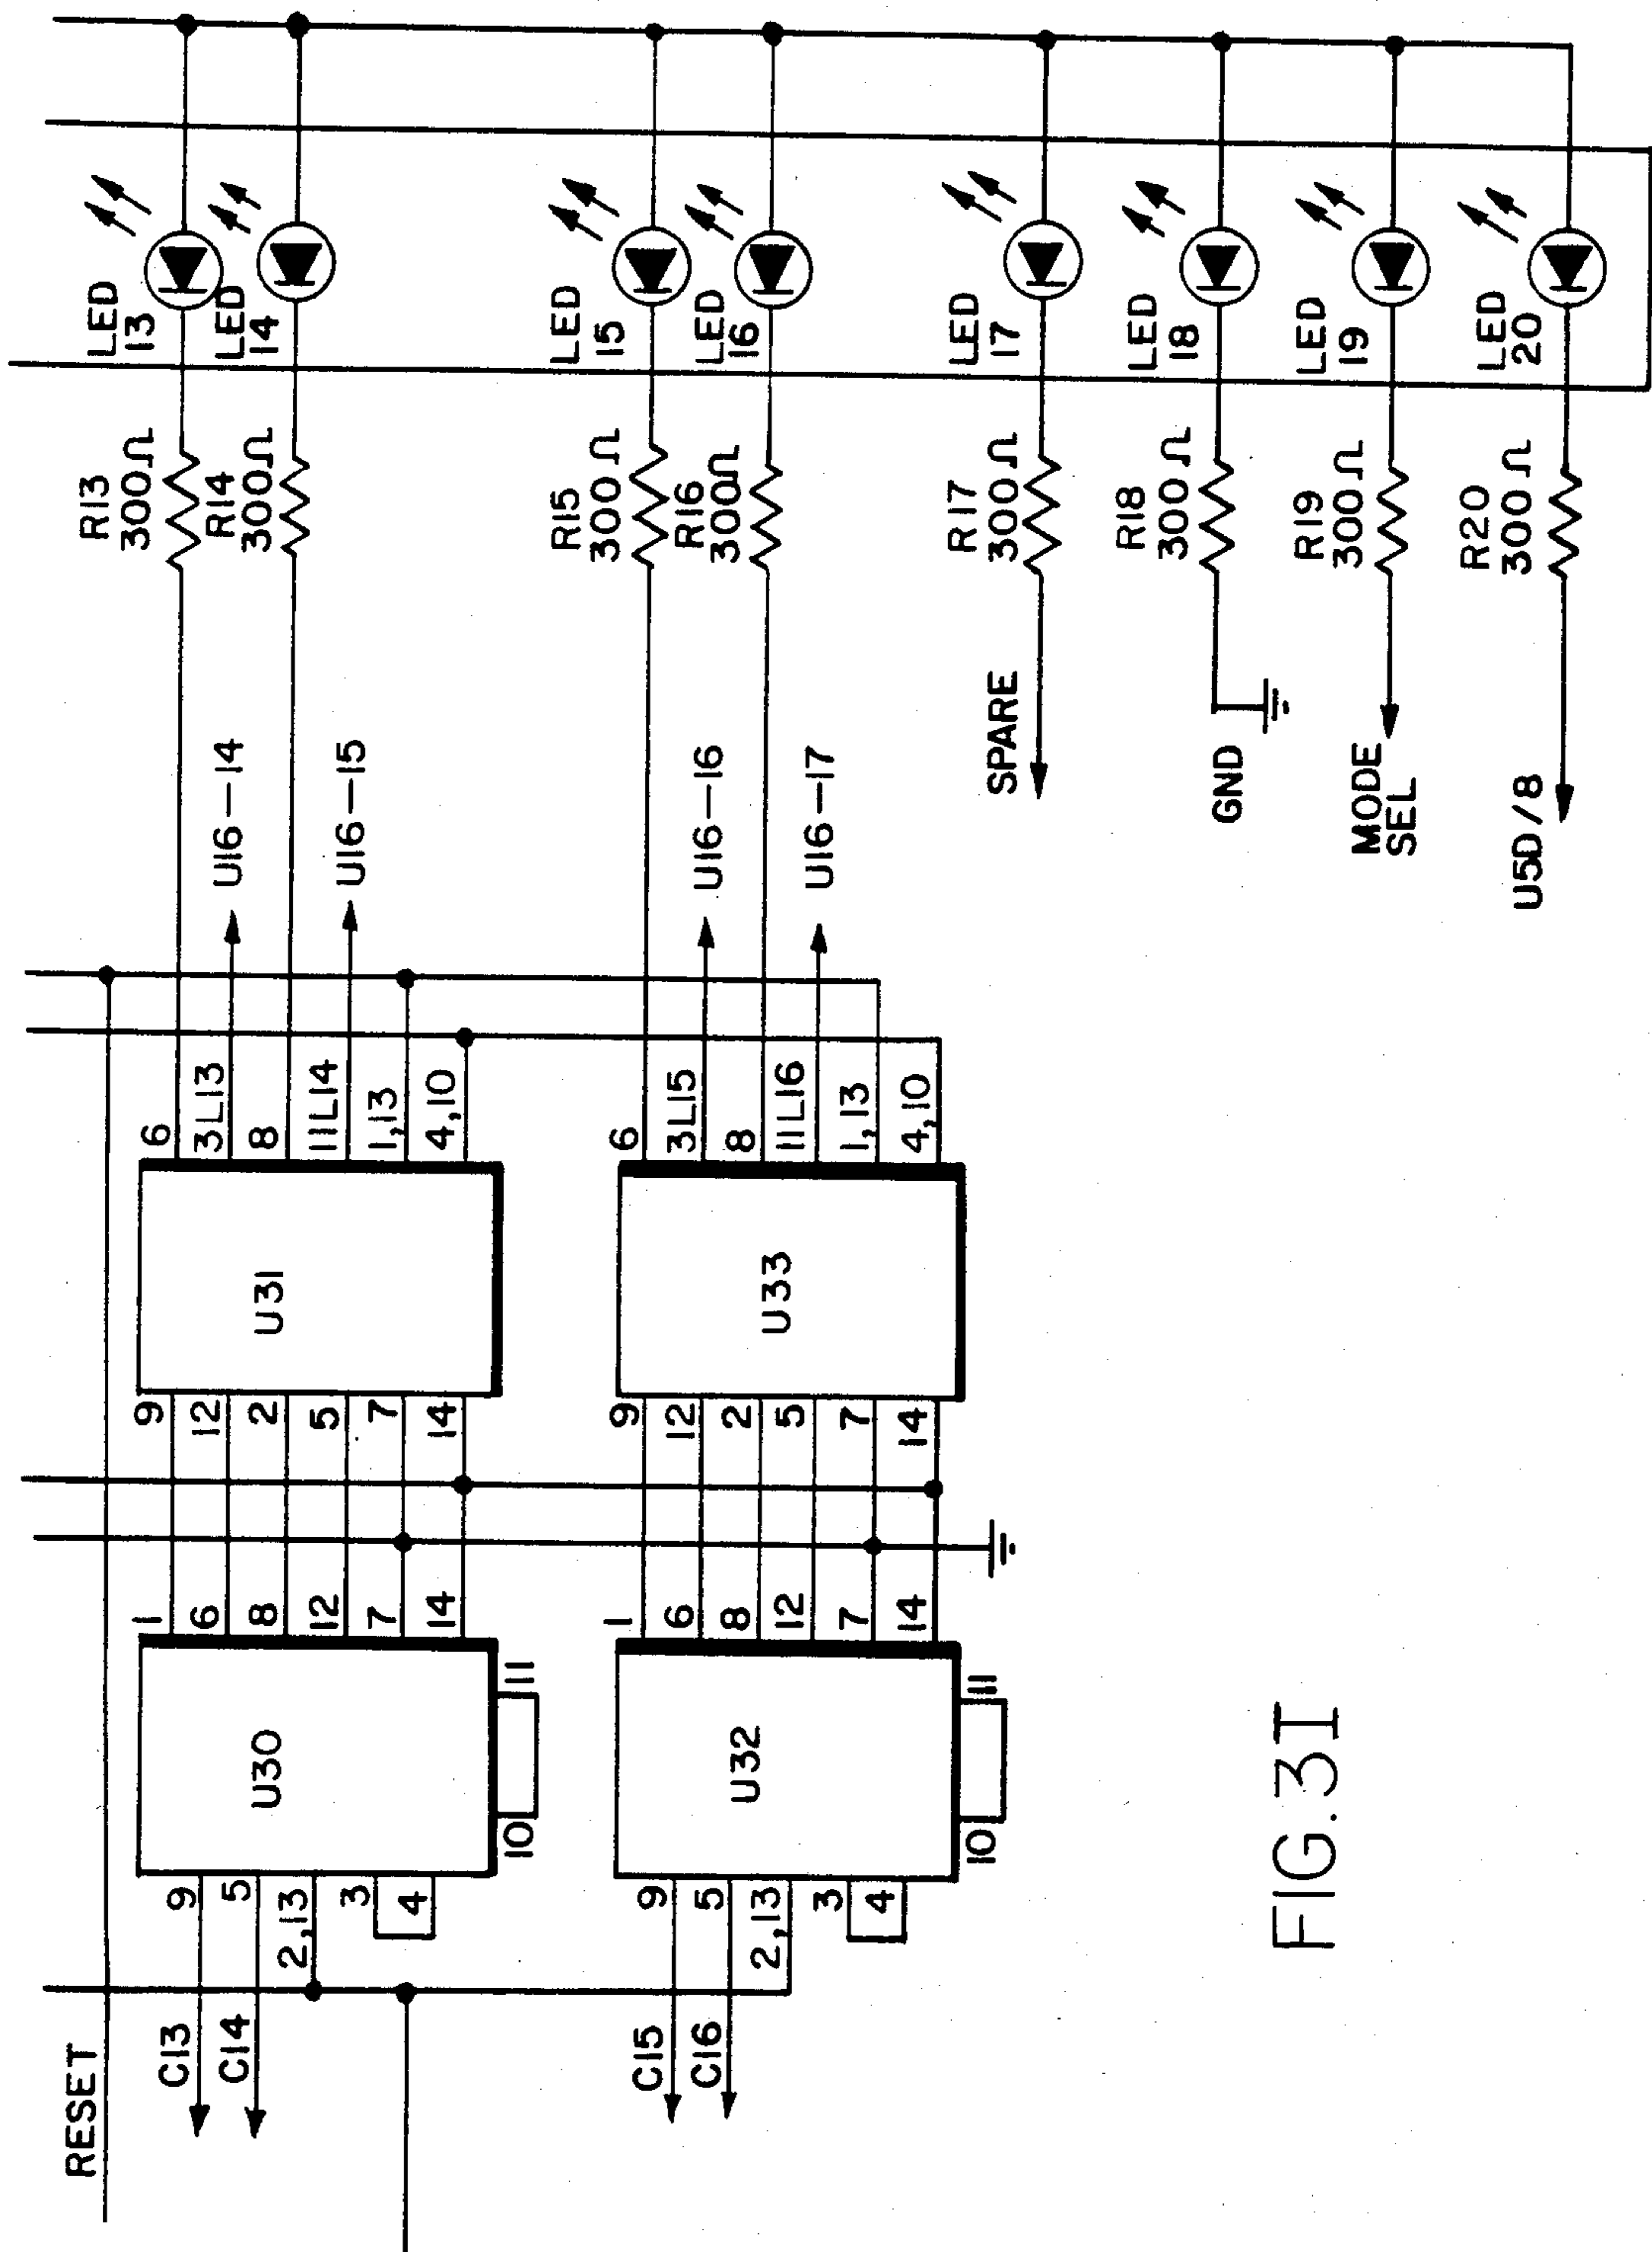 RESET
C13
C14
9
5
2,13
3
4
U30
10
11
1
6
8
12
7
14
9
12
2
5
7
14
U31
6
3L13
8
11L14
1,13
4,10
U16-14
U16-15
R13
300Ω
R14
300Ω
LED
13
LED
14
C15
C16
9
5
2,13
3
4
U32
10
11
1
6
8
12
7
14
9
12
2
5
7
14
U33
6
3L15
8
11L16
1,13
4,10
U16-16
U16-17
R15
300Ω
R16
300Ω
LED
15
LED
16
SPARE
R17
300Ω
LED
17
GND
R18
300Ω
LED
18
MODE
SEL
R19
300Ω
LED
19
U5D/8
R20
300Ω
LED
20
FIG.3I